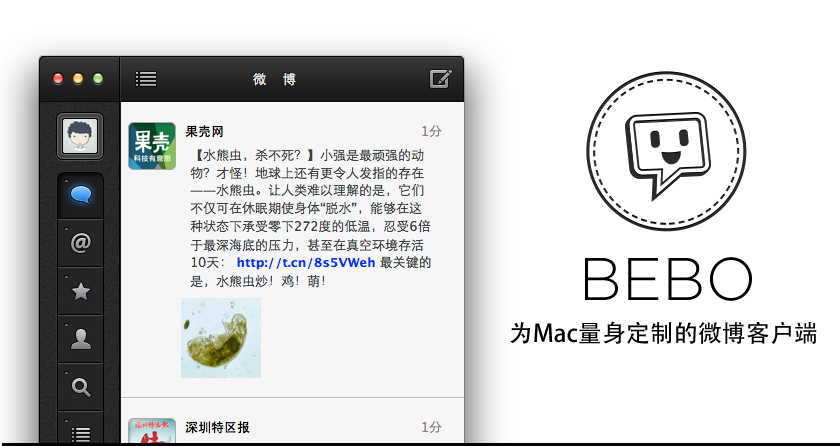 微 博
果壳网
1分
果壳
科技有意思
【水熊虫，杀不死？】小强是最顽强的动
物？才怪！地球上还有更令人发指的存在
——水熊虫。让人类难以理解的是，它们
不仅可在休眠期使身体“脱水”，能够在这
种状态下承受零下272度的低温，忍受6倍
于最深海底的压力，甚至在真空环境存活
10天： http://t.cn/8s5VWeh 最关键的
是，水熊虫炒！鸡！萌！
@
深圳特区报
1分
BEBO
为Mac量身定制的微博客户端